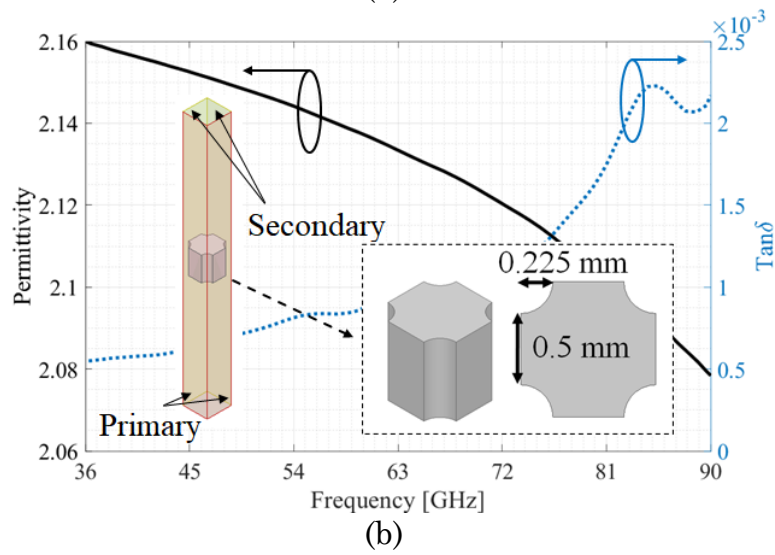 ×10⁻³
2.16
2.14
2.12
2.1
2.08
2.06
Permittivity
2.5
2
1.5
1
0.5
0
Tanδ
Secondary
Primary
0.225 mm
0.5 mm
36
45
54
63
72
81
90
Frequency [GHz]
(b)